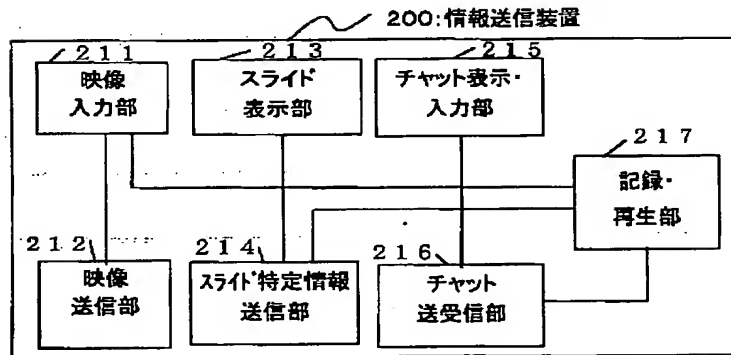 200:情報送信装置
211
映像
入力部
213
スライド
表示部
215
チャット表示・
入力部
217
記録・
再生部
212
映像
送信部
214
スライド特定情報
送信部
216
チャット
送受信部